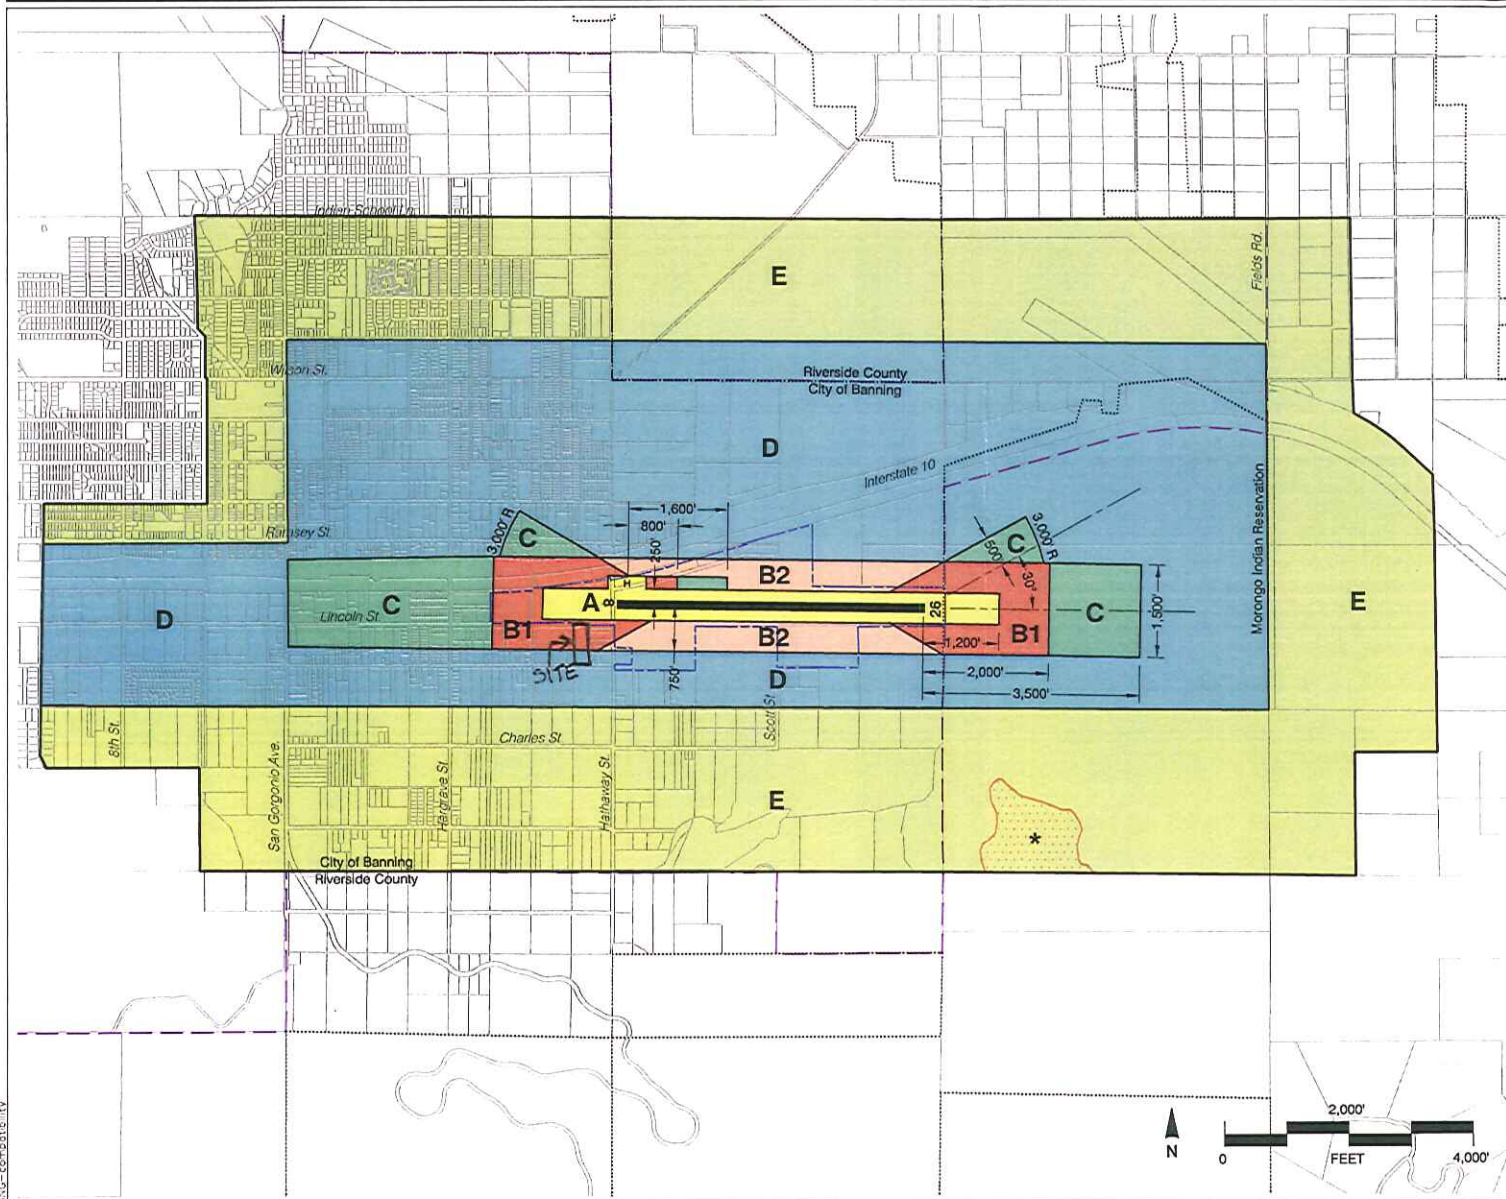 Indian School Ln.
E
Fields Rd.
Wilson St.
Riverside County
City of Banning
D
Interstate 10
Ramsey St.
3,000' R
C
1,600'
800'
250'
C
3,000' R
500'
30°
B2
H
Morongo Indian Reservation
E
D
C
Lincoln St.
A
8
26
C
1,500'
B1
SITE
B2
B1
1,200'
2,000'
3,500'
750'
D
8th St.
San Gorgonio Ave.
Charles St
Hargrave St.
Hathaway St.
Scott St
E
*
City of Banning
Riverside County
N
2,000'
0
FEET
4,000'